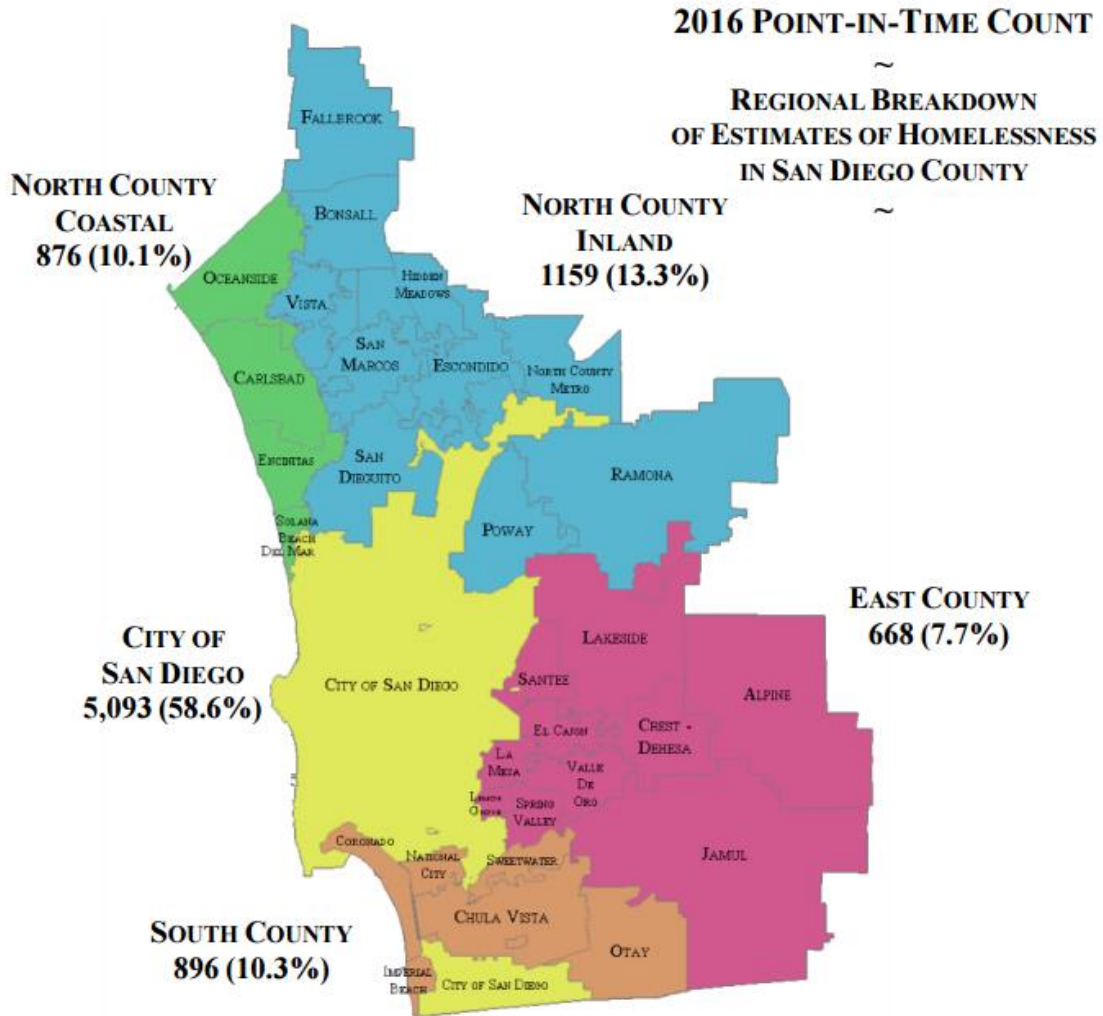 2016 POINT-IN-TIME COUNT
~
REGIONAL BREAKDOWN
OF ESTIMATES OF HOMELESSNESS
IN SAN DIEGO COUNTY
~
NORTH COUNTY
COASTAL
876 (10.1%)
NORTH COUNTY
INLAND
1159 (13.3%)
FALLBROOK
BONSALL
OCEANSIDE
VISTA
HIDDEN
MEADOWS
SAN
MARCOS
ESCONDIDO
NORTH COUNTY
METRO
CARLSBAD
ENCINITAS
SAN
DIEGUITO
RAMONA
POWAY
SOLANA
BEACH
DEL MAR
EAST COUNTY
668 (7.7%)
CITY OF
SAN DIEGO
5,093 (58.6%)
CITY OF SAN DIEGO
LAKESIDE
SANTEE
ALPINE
EL CAJON
CREST -
DEHESA
LA
MESA
VALLE
DE
ORO
LEMON
GROVE
SPRING
VALLEY
JAMUL
CORONADO
NATIONAL
CITY
SWEETWATER
CHULA VISTA
OTAY
SOUTH COUNTY
896 (10.3%)
IMPERIAL
BEACH
CITY OF SAN DIEGO